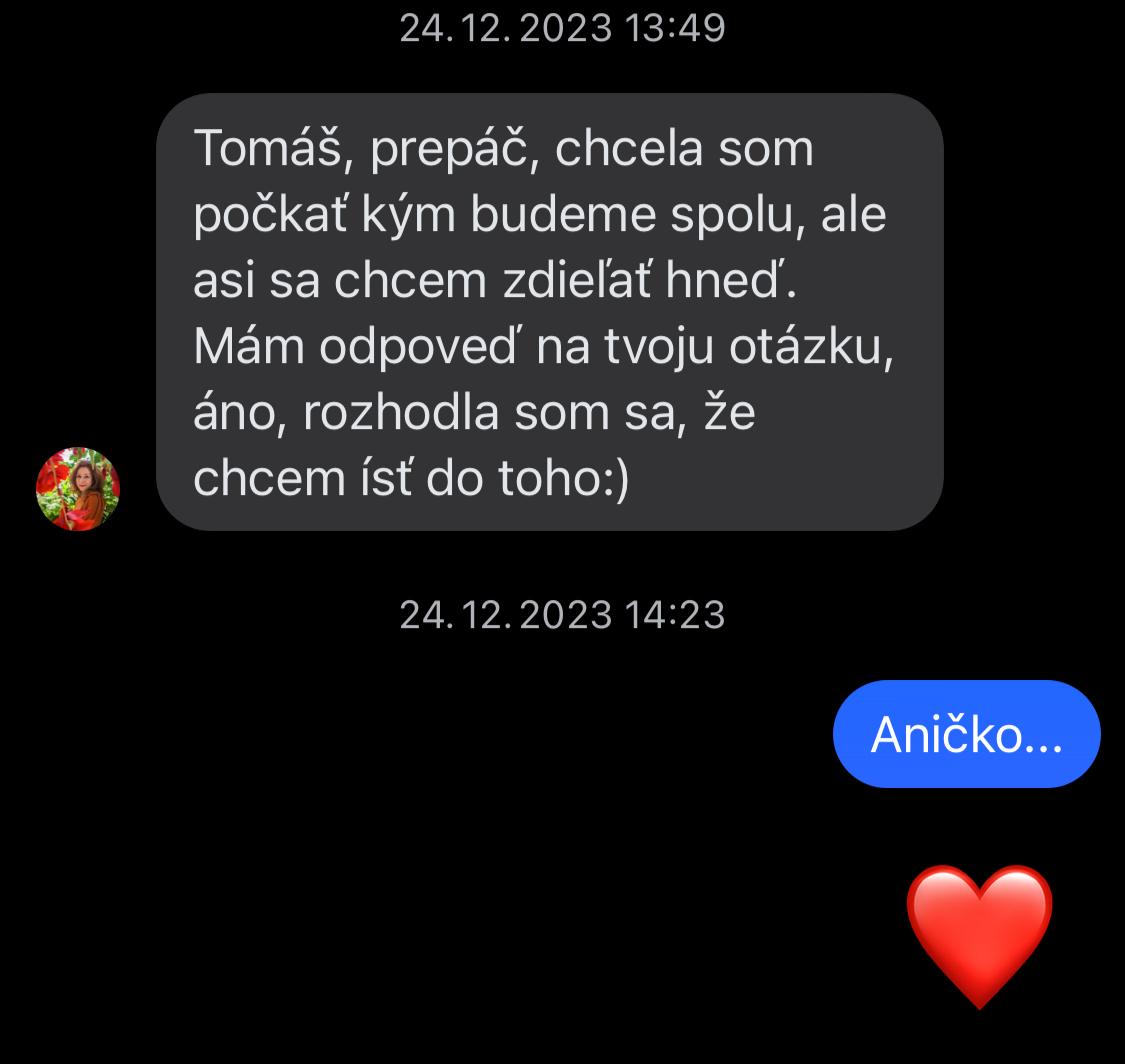 24. 12. 2023 13:49
Tomáš, prepáč, chcela som
počkať kým budeme spolu, ale
asi sa chcem zdieľať hneď.
Mám odpoveď na tvoju otázku,
áno, rozhodla som sa, že
chcem ísť do toho:)
24. 12. 2023 14:23
Aničko...